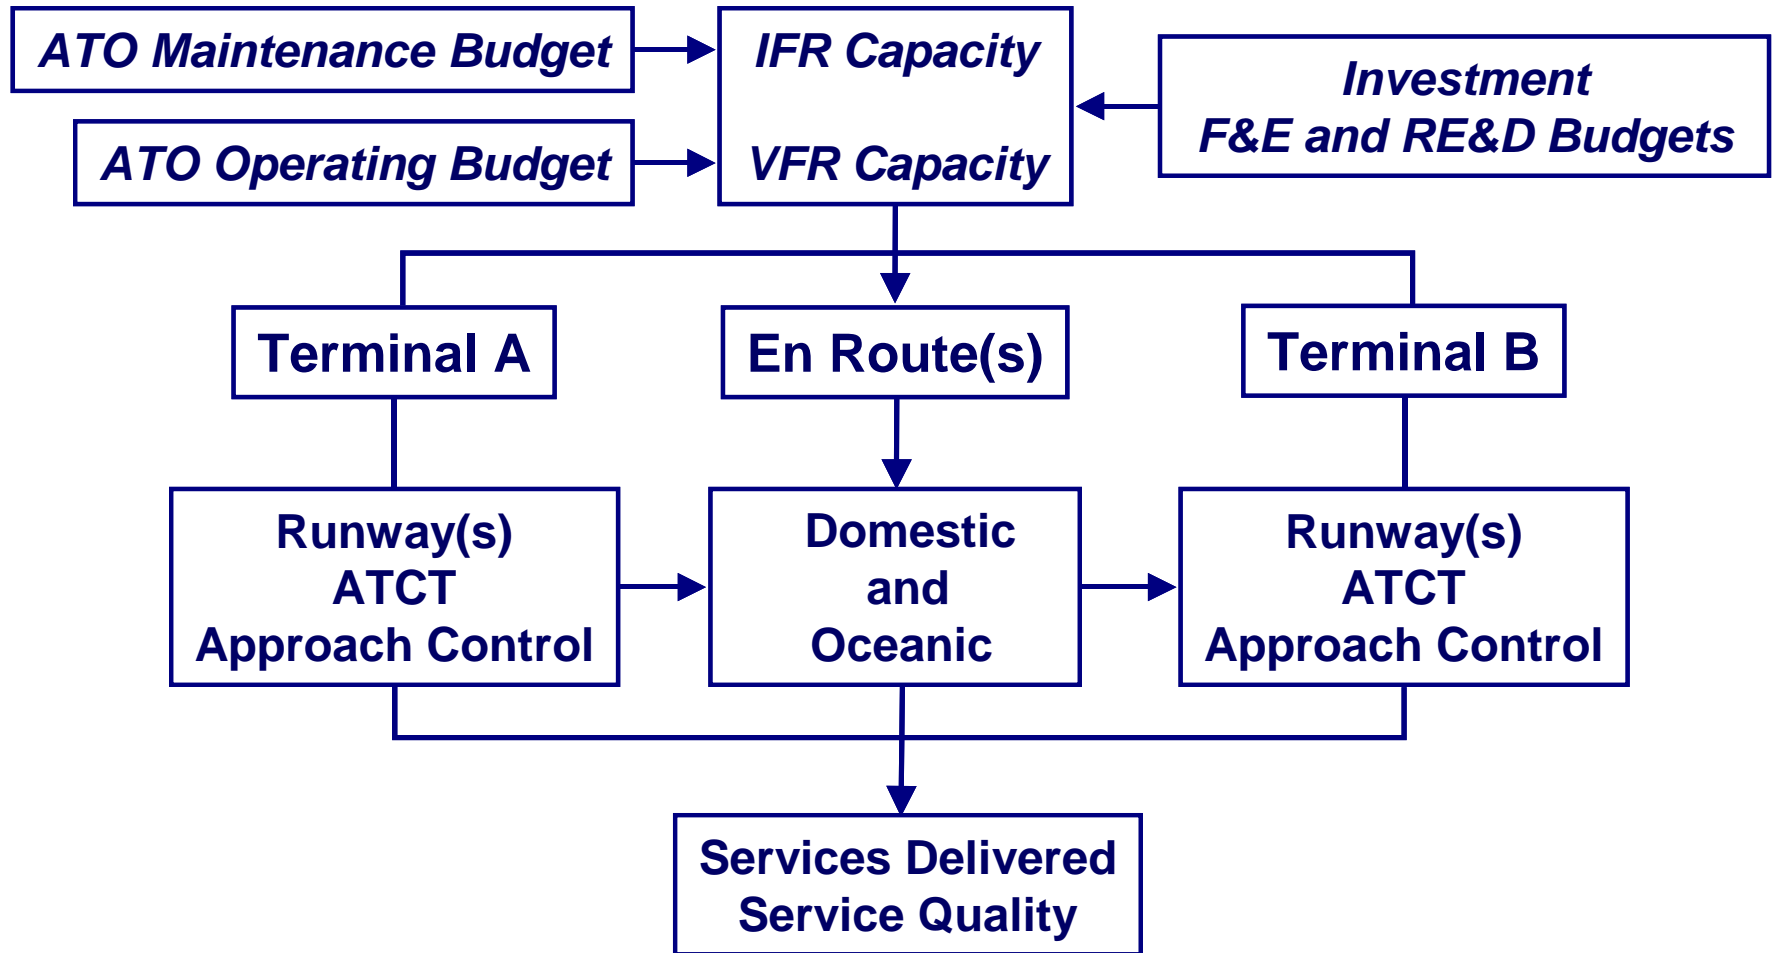 ATO Maintenance Budget
ATO Operating Budget
IFR Capacity
VFR Capacity
Investment
F&E and RE&D Budgets
Terminal A
En Route(s)
Terminal B
Runway(s)
ATCT
Approach Control
Domestic
and
Oceanic
Runway(s)
ATCT
Approach Control
Services Delivered
Service Quality